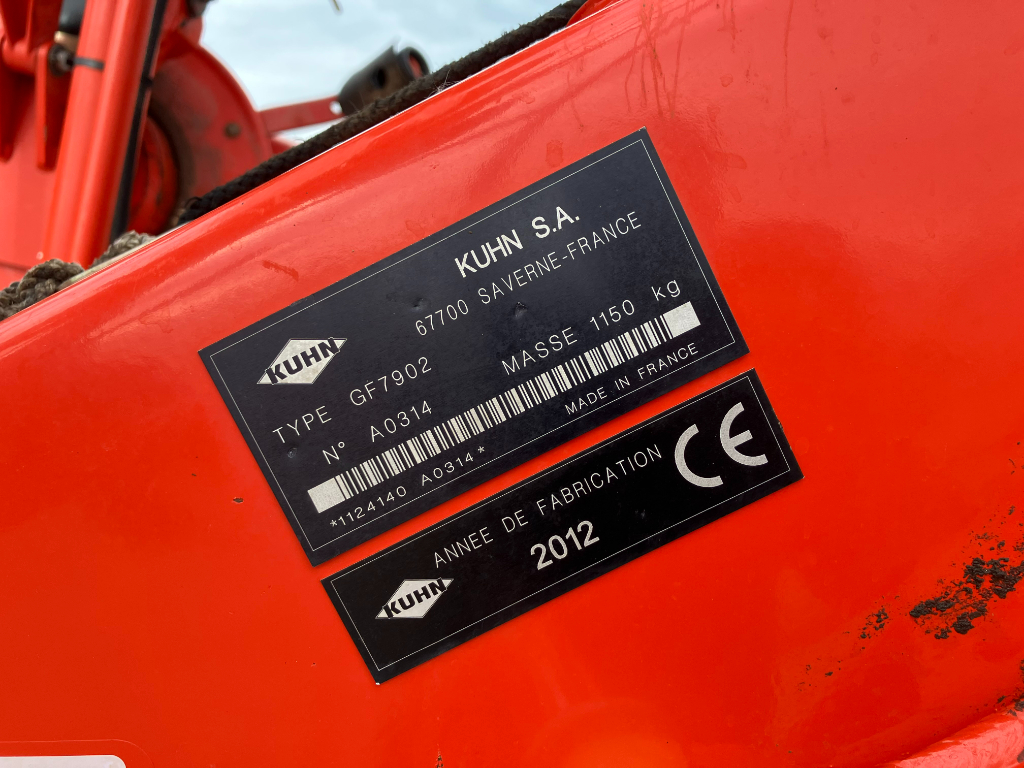 KUHN S.A.
67700 SAVERNE-FRANCE
KUHN
TYPE GF7902 MASSE 1150 kg
N° A0314
*1124140 A0314* MADE IN FRANCE
ANNEE DE FABRICATION CE
KUHN 2012